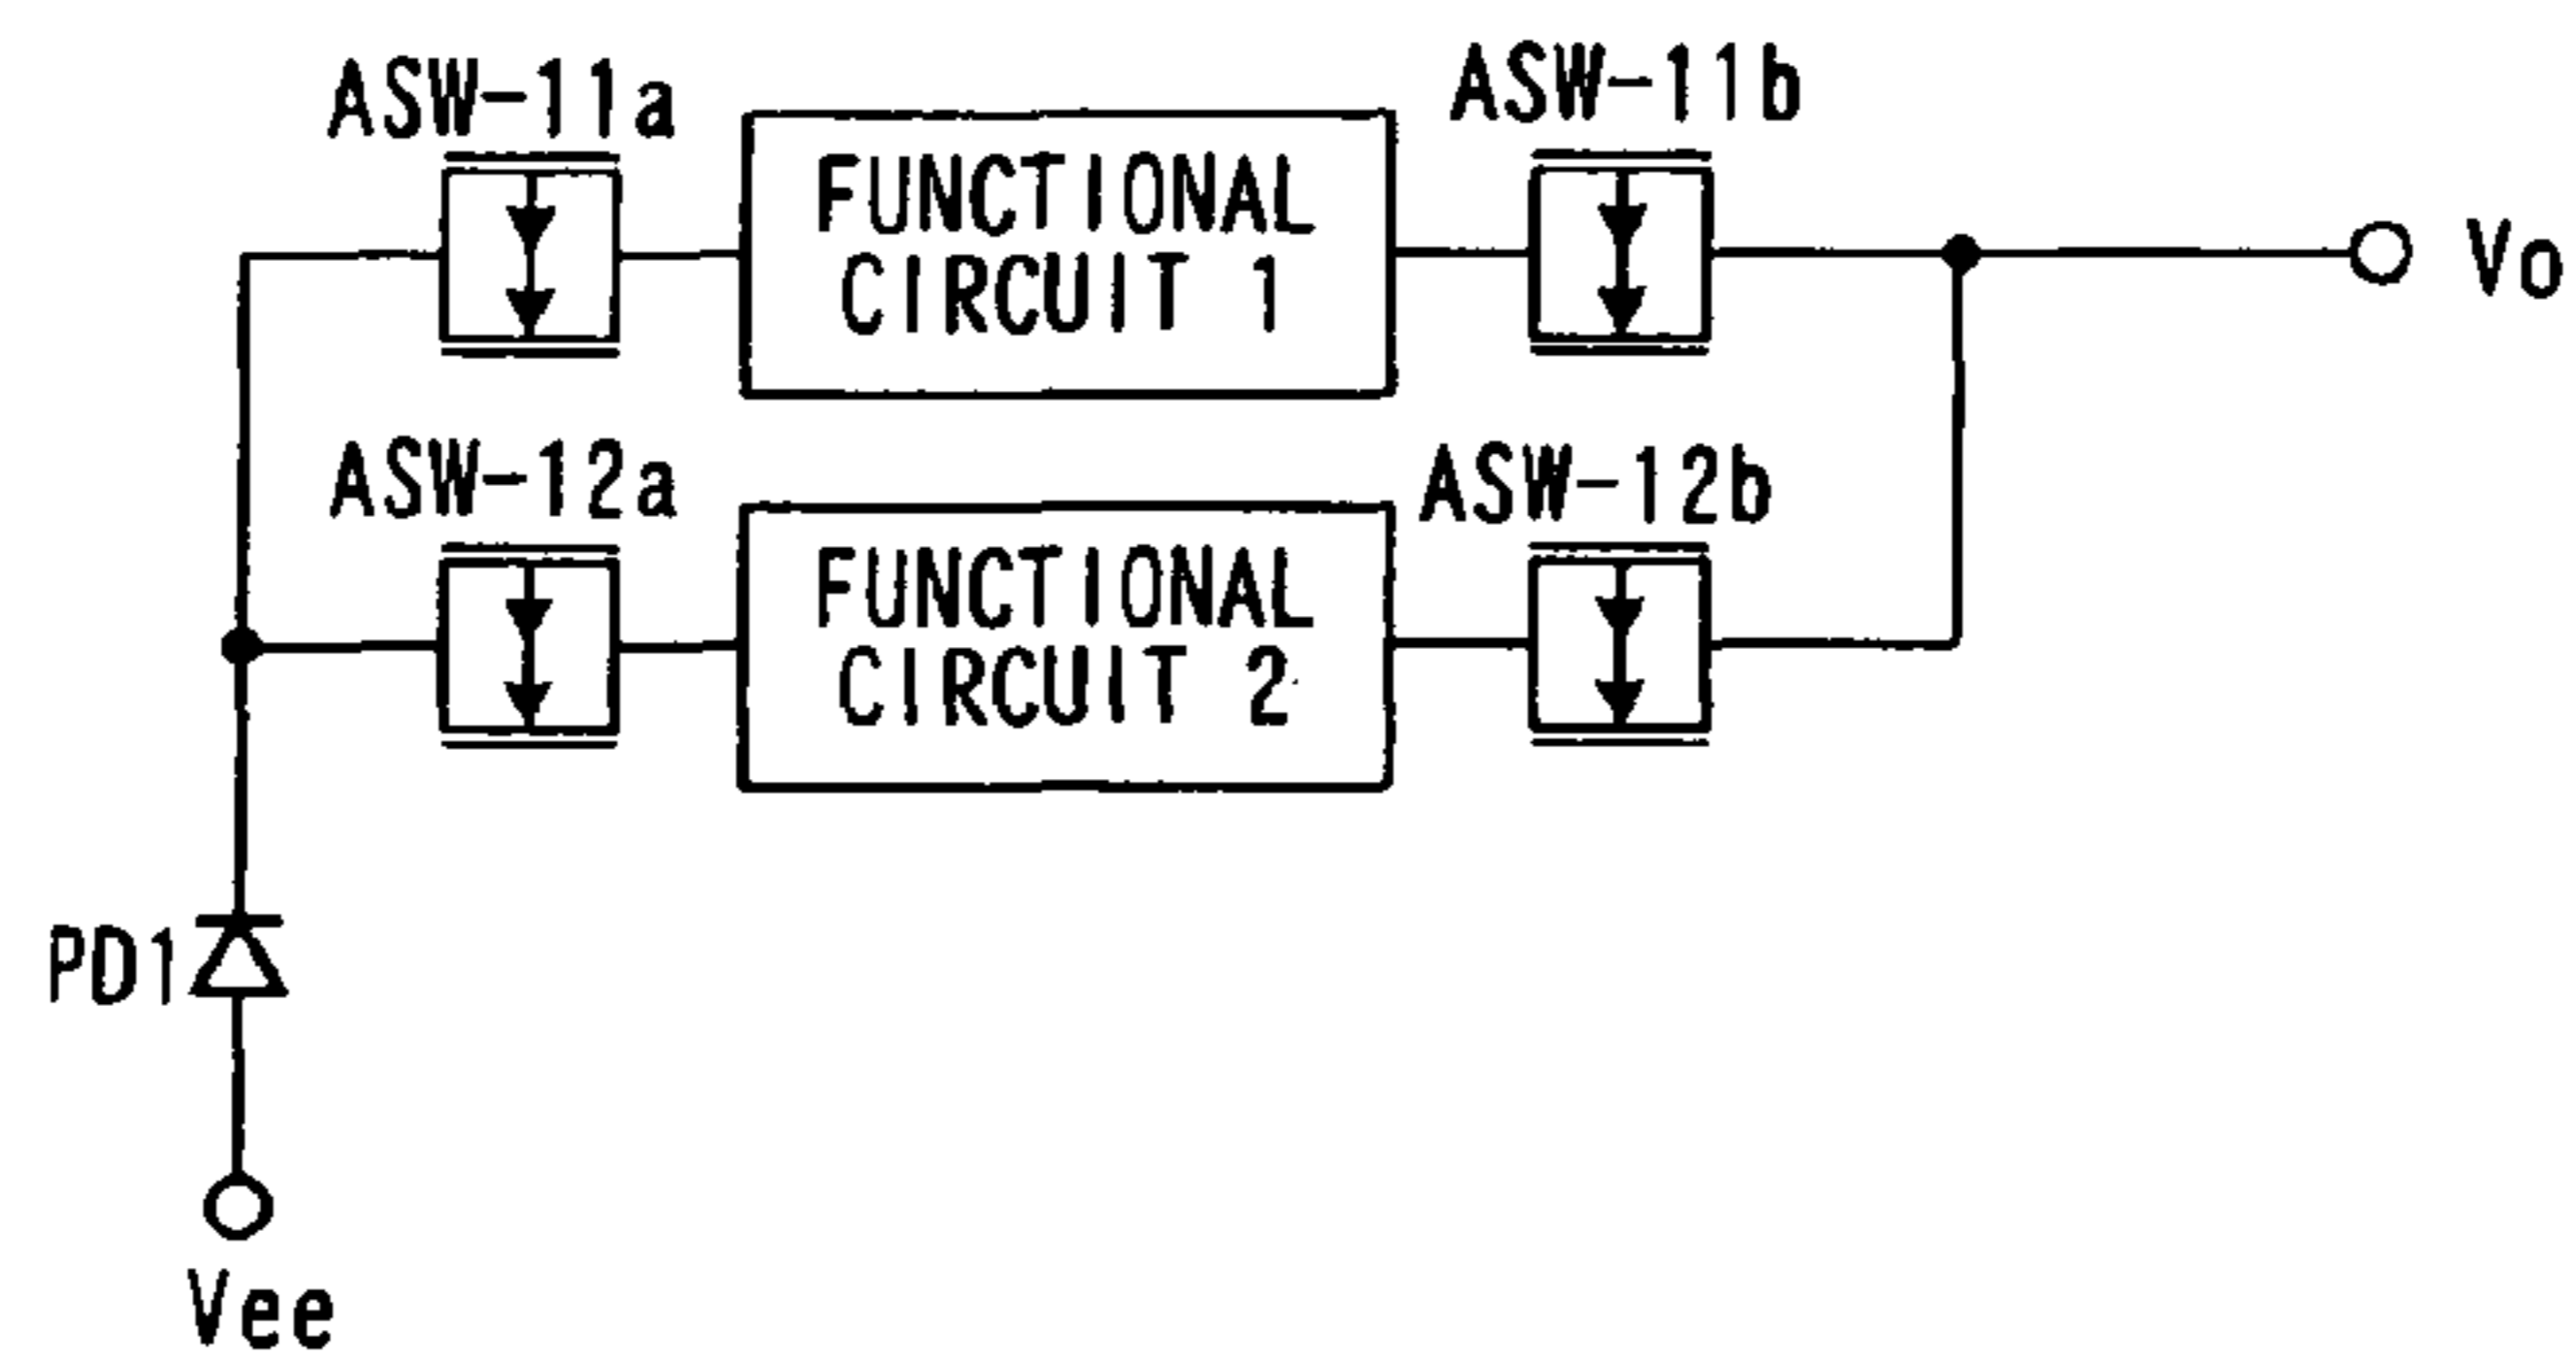 ASW-11a
ASW-11b
FUNCTIONAL
CIRCUIT 1
Vo
ASW-12a
ASW-12b
FUNCTIONAL
CIRCUIT 2
PD1
Vee